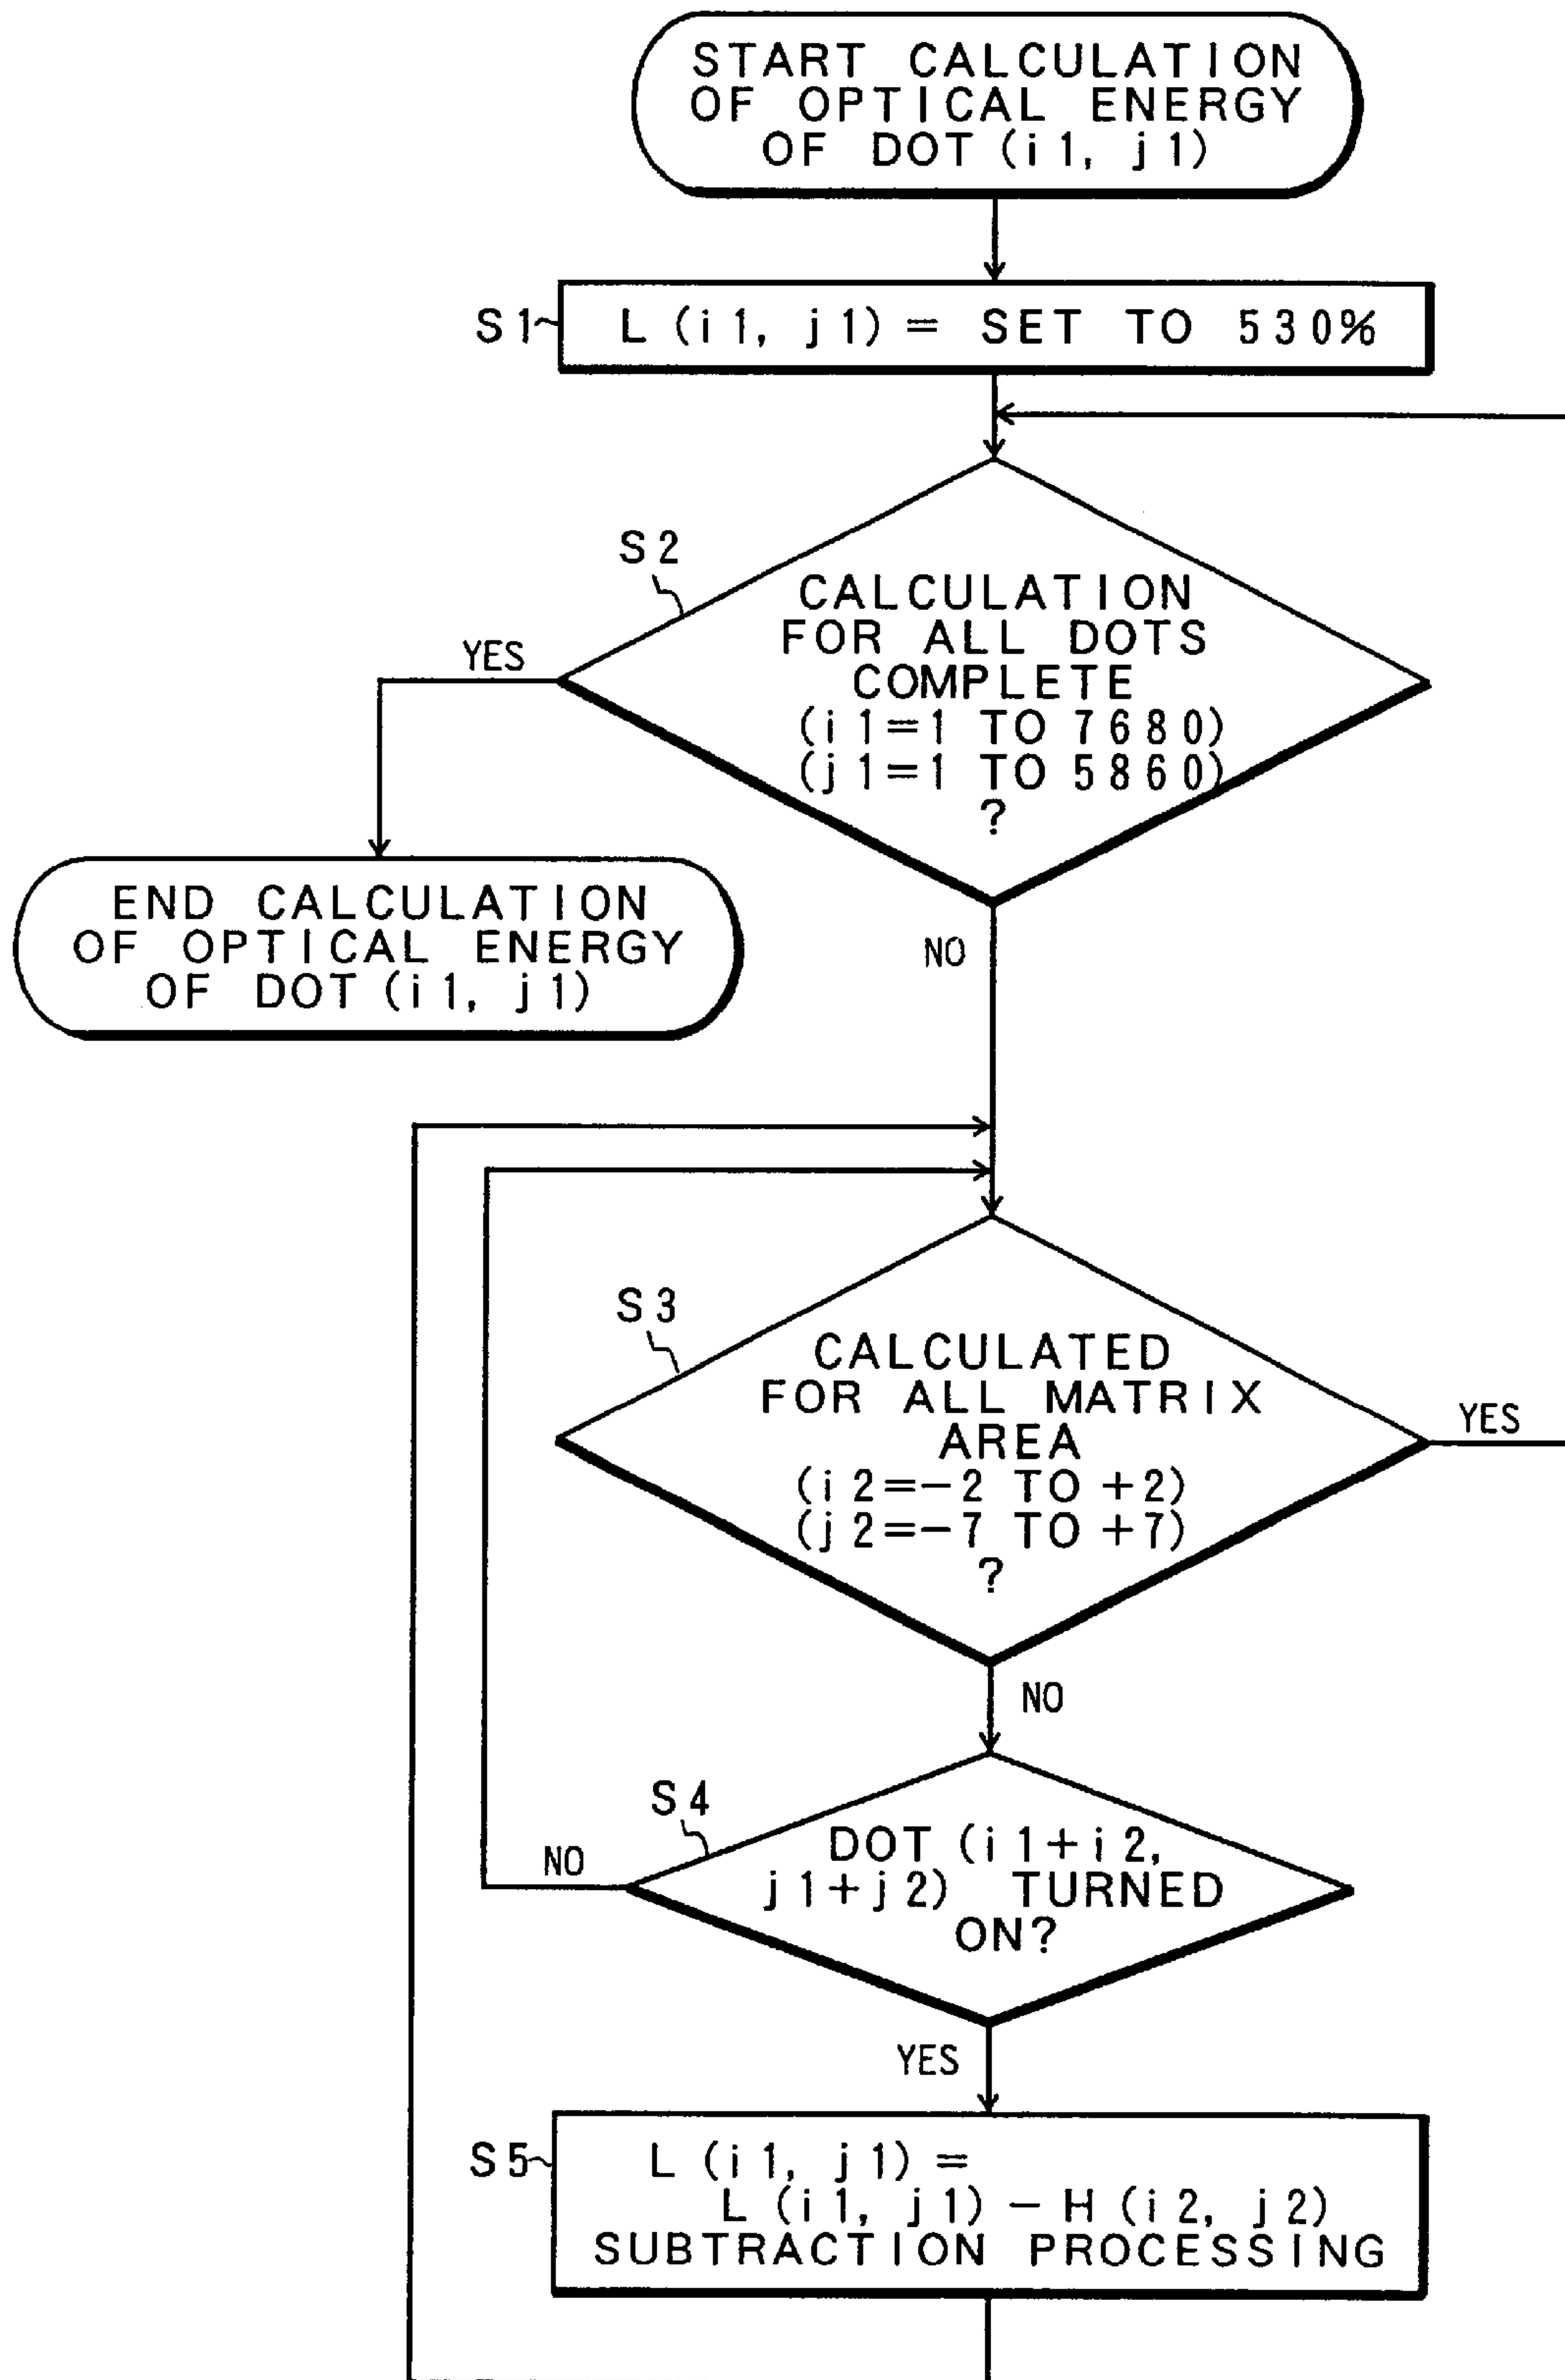 START CALCULATION
OF OPTICAL ENERGY
OF DOT (i1, j1)
S1
L (i1, j1) = SET TO 530%
S2
CALCULATION
FOR ALL DOTS
COMPLETE
(i1=1 TO 7680)
(j1=1 TO 5860)
?
YES
END CALCULATION
OF OPTICAL ENERGY
OF DOT (i1, j1)
NO
S3
CALCULATED
FOR ALL MATRIX
AREA
(i2=-2 TO +2)
(j2=-7 TO +7)
?
YES
NO
S4
DOT (i1+i2,
j1+j2) TURNED
ON?
NO
YES
S5
L (i1, j1) =
L (i1, j1) - H (i2, j2)
SUBTRACTION PROCESSING